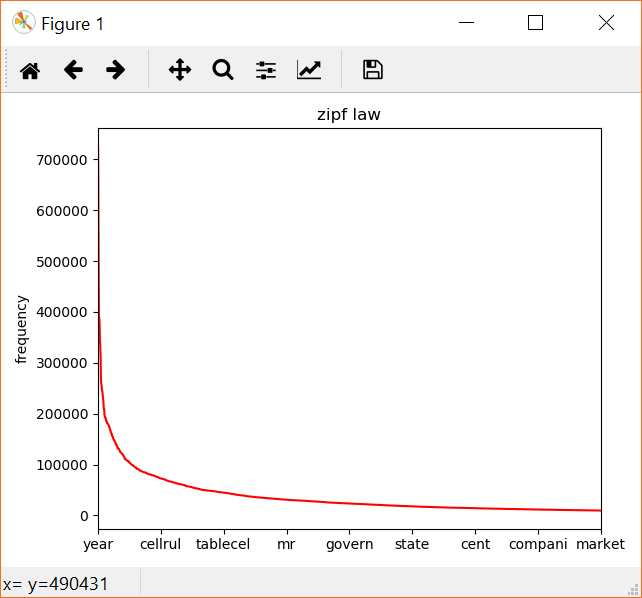 Figure 1
zipf law
700000
600000
500000
400000
300000
200000
100000
0
frequency
year cellrul tablecel mr govern state cent compani market
x= y=490431